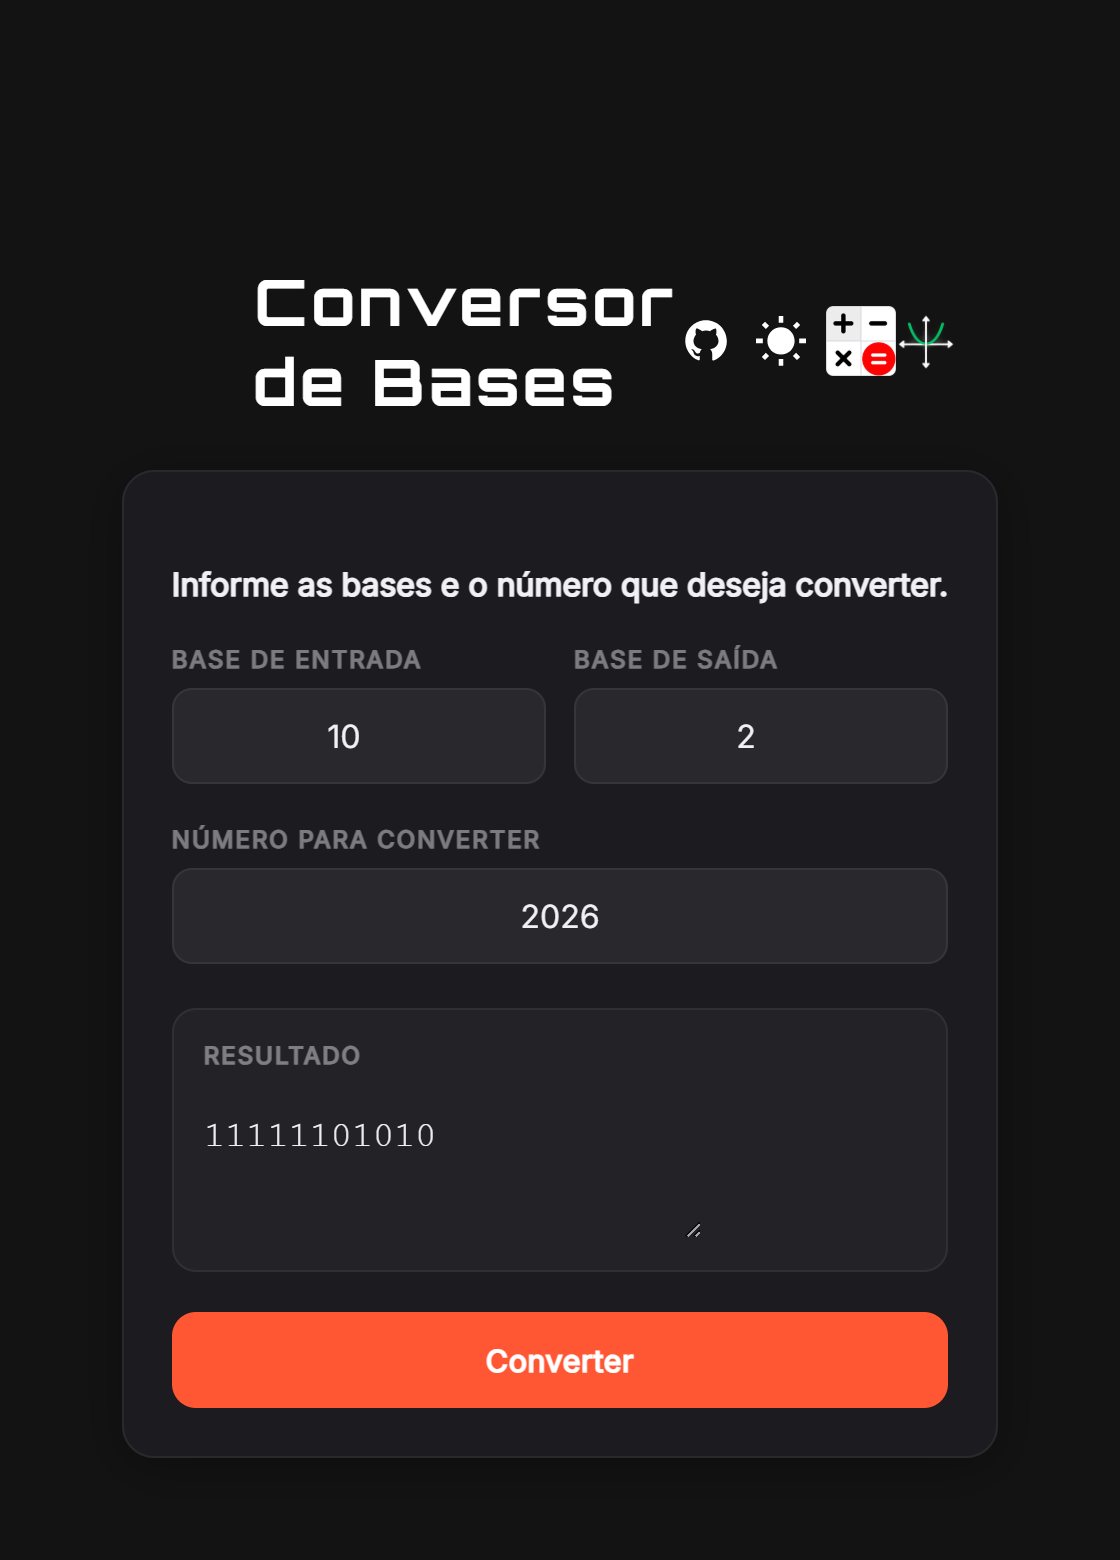 Conversor
de Bases
Informe as bases e o número que deseja converter.
BASE DE ENTRADA
BASE DE SAÍDA
10
2
NÚMERO PARA CONVERTER
2026
RESULTADO
11111101010
Converter